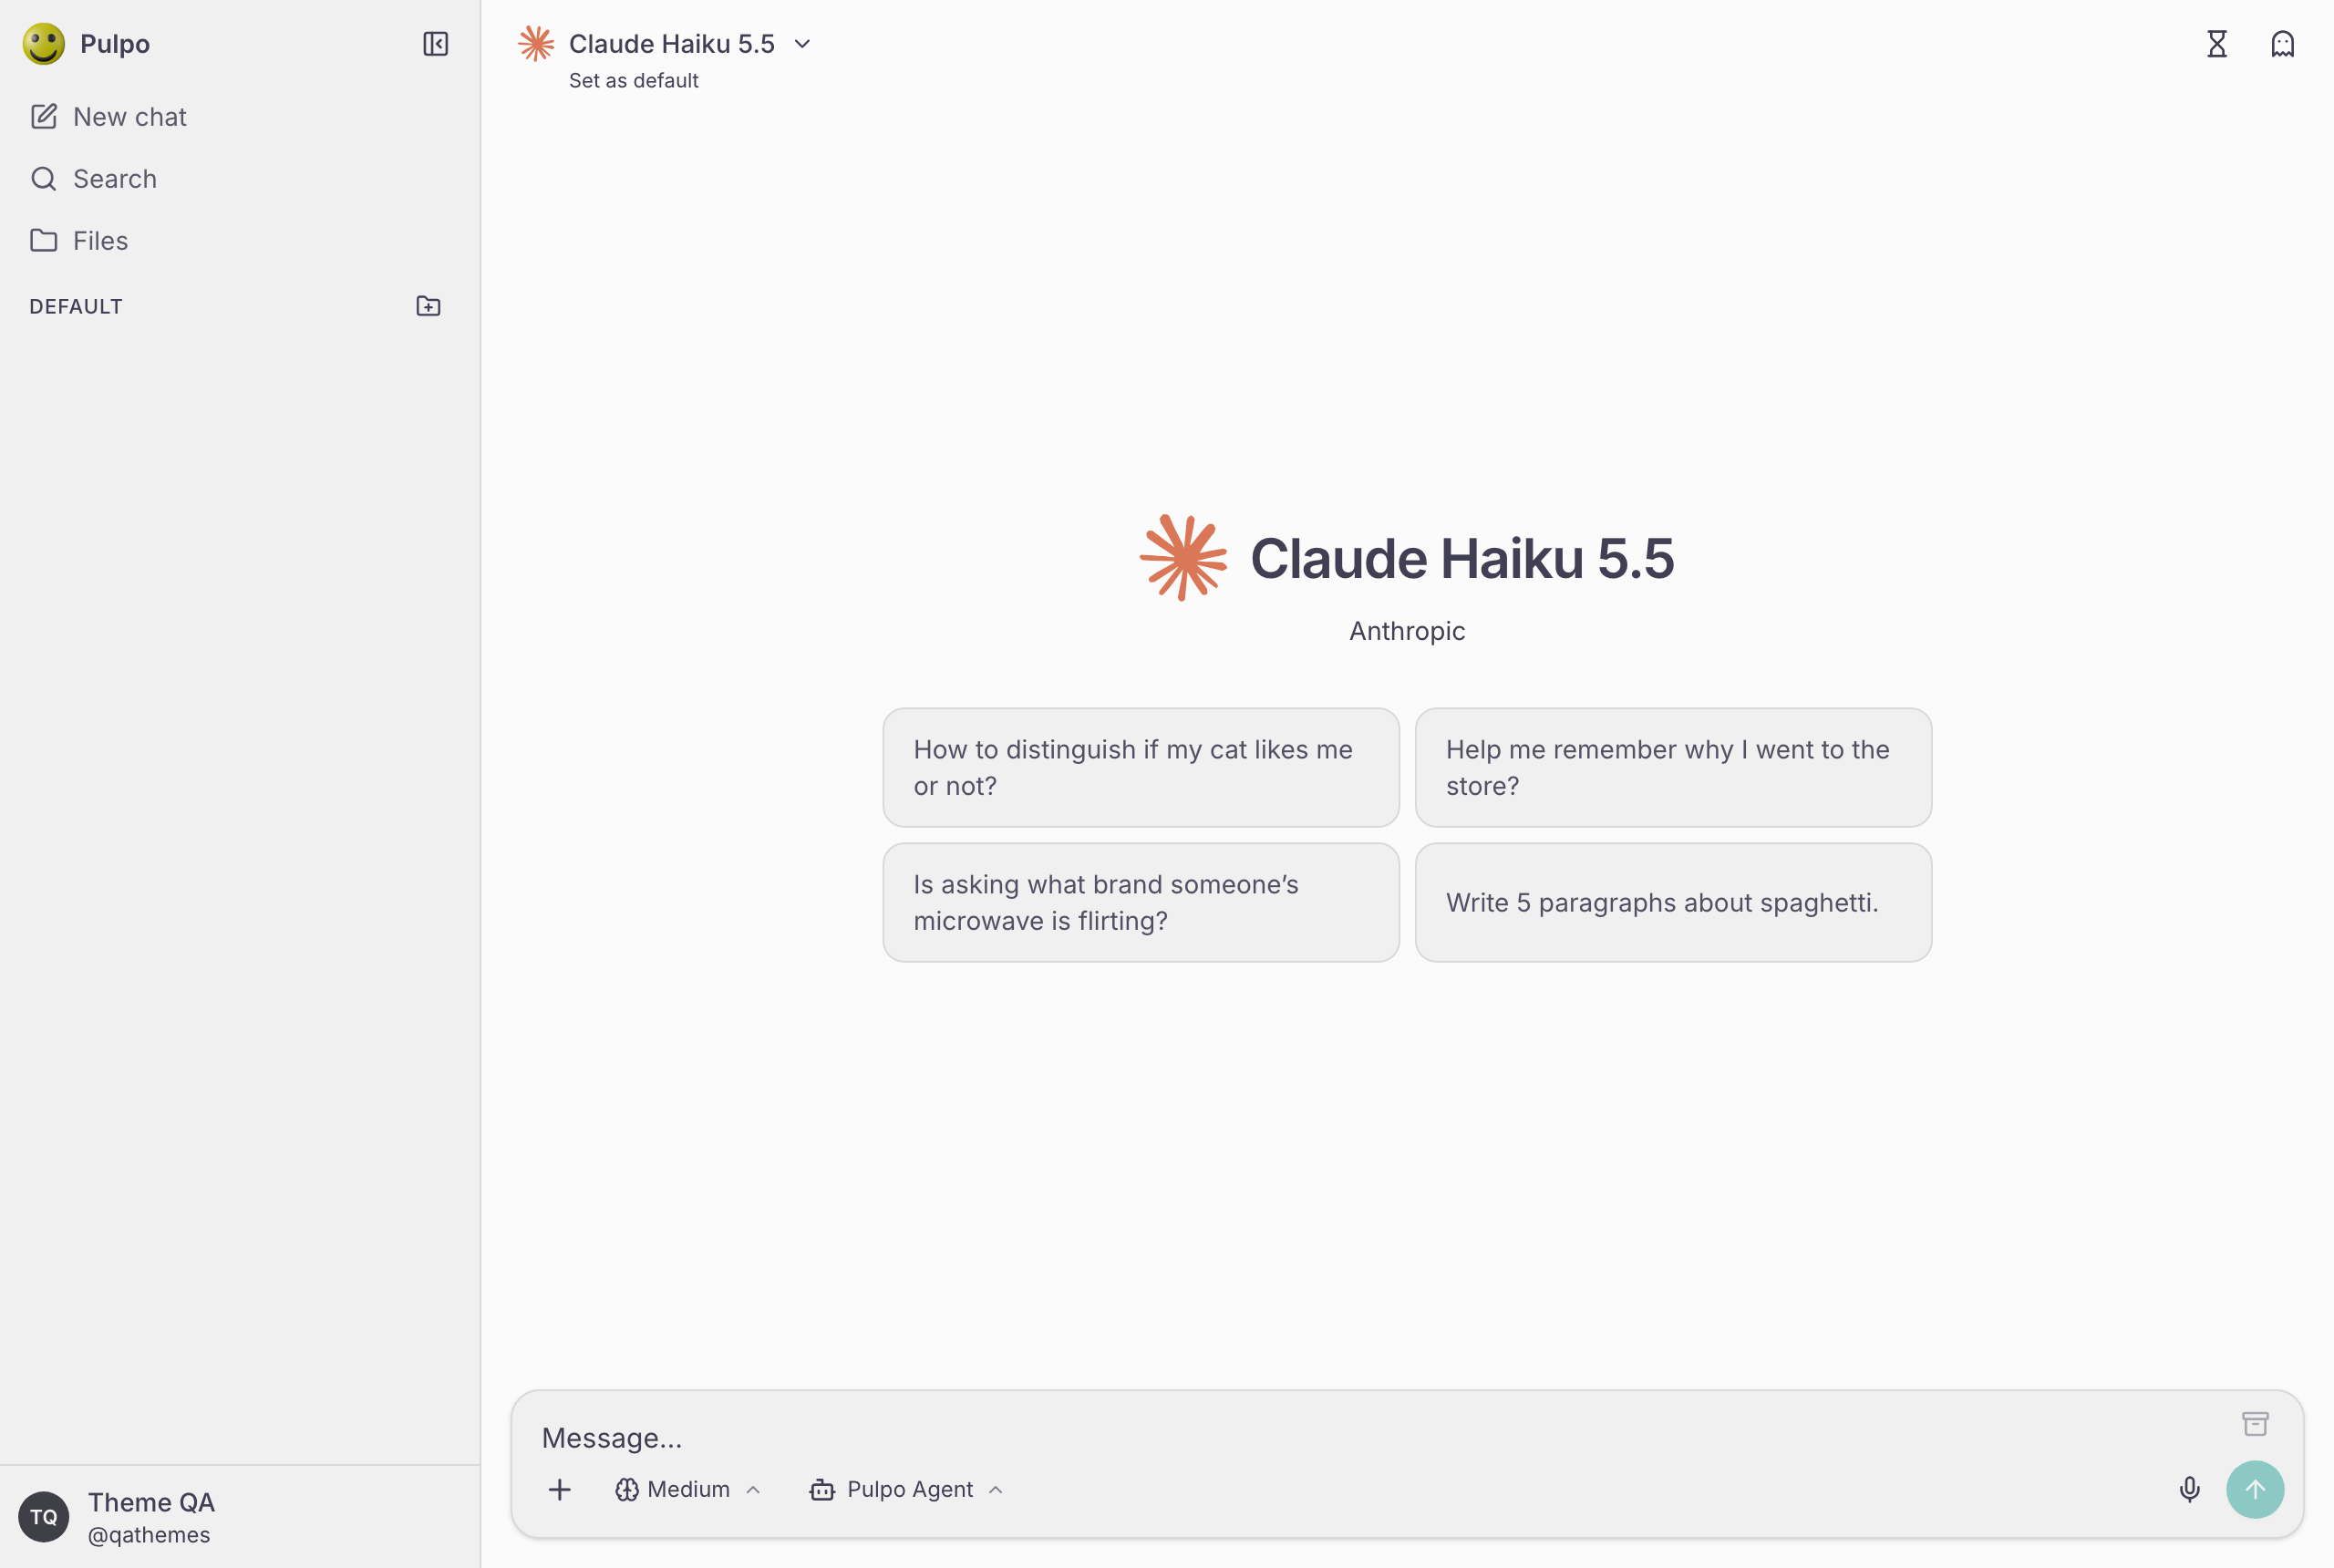 Pulpo
New chat
Search
Files
DEFAULT
Theme QA
TQ
@qathemes
Claude Haiku 5.5
Set as default
Claude Haiku 5.5
Anthropic
How to distinguish if my cat likes me
or not?
Help me remember why I went to the
store?
Is asking what brand someone’s
microwave is flirting?
Write 5 paragraphs about spaghetti.
Message...
Medium
Pulpo Agent